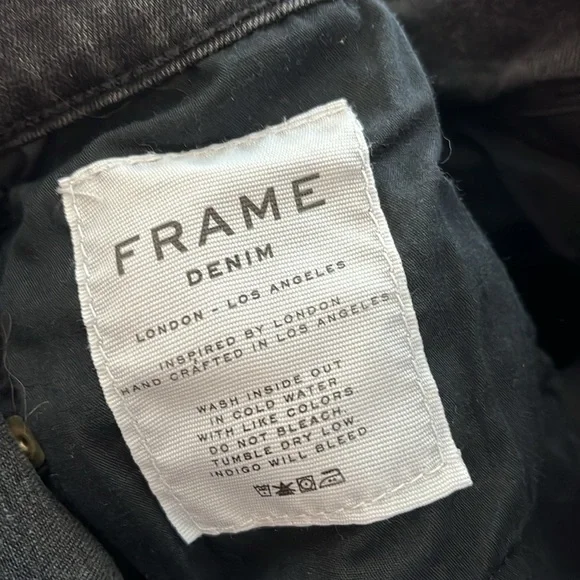 FRAME
DENIM
LONDON - LOS ANGELES
INSPIRED BY LONDON
HAND CRAFTED IN LOS ANGELES
WASH INSIDE OUT
IN COLD WATER
WITH LIKE COLORS
DO NOT BLEACH.
TUMBLE DRY LOW
INDIGO WILL BLEED